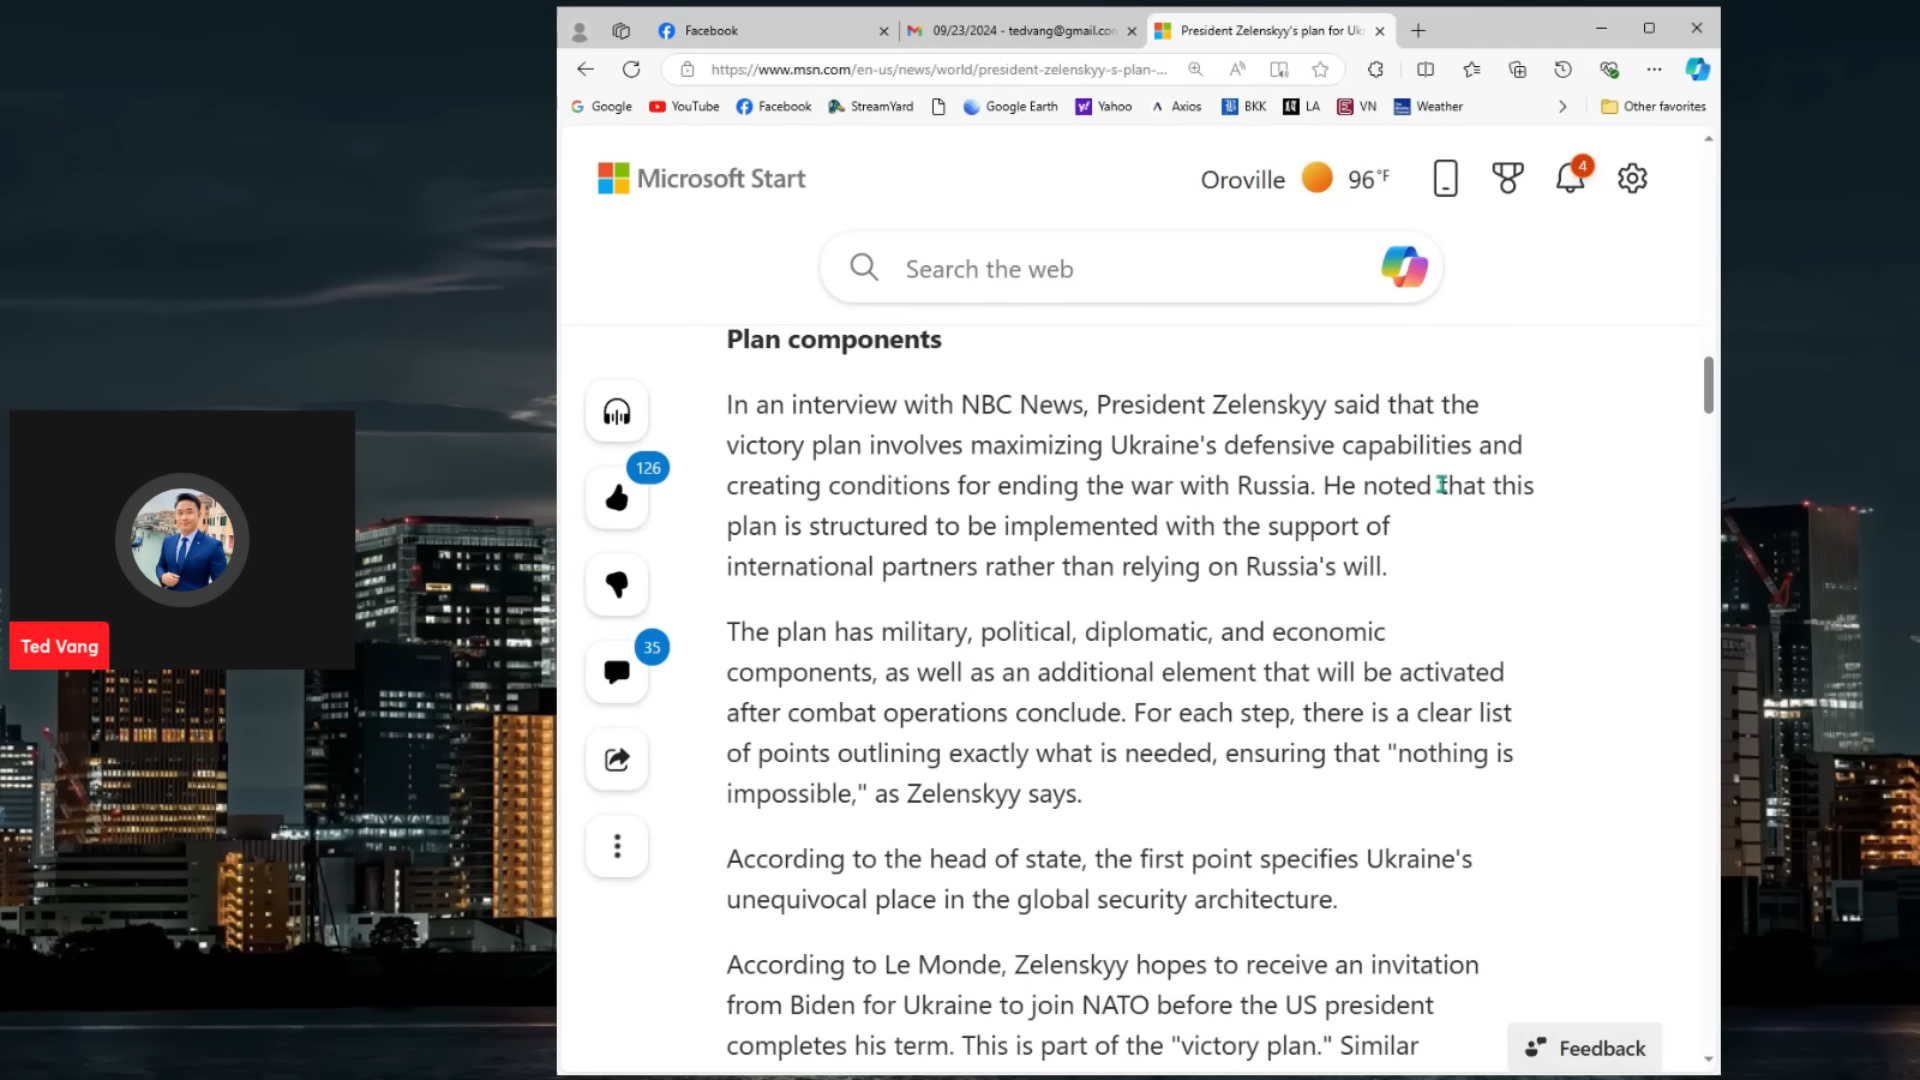 Facebook
09/23/2024 - tedvang@gmail.con
President Zelenskyy's plan for Uk
https://www.msn.com/en-us/news/world/president-zelenskyy-s-plan-...
Google
YouTube
Facebook
StreamYard
Google Earth
Yahoo
Axios
BKK
LA
VN
Weather
Other favorites
Microsoft Start
Oroville
96°F
4
Search the web
Plan components
In an interview with NBC News, President Zelenskyy said that the
victory plan involves maximizing Ukraine's defensive capabilities and
creating conditions for ending the war with Russia. He noted that this
plan is structured to be implemented with the support of
international partners rather than relying on Russia's will.
126
The plan has military, political, diplomatic, and economic
components, as well as an additional element that will be activated
after combat operations conclude. For each step, there is a clear list
of points outlining exactly what is needed, ensuring that "nothing is
impossible," as Zelenskyy says.
35
According to the head of state, the first point specifies Ukraine's
unequivocal place in the global security architecture.
According to Le Monde, Zelenskyy hopes to receive an invitation
from Biden for Ukraine to join NATO before the US president
completes his term. This is part of the "victory plan." Similar
Feedback
Ted Vang